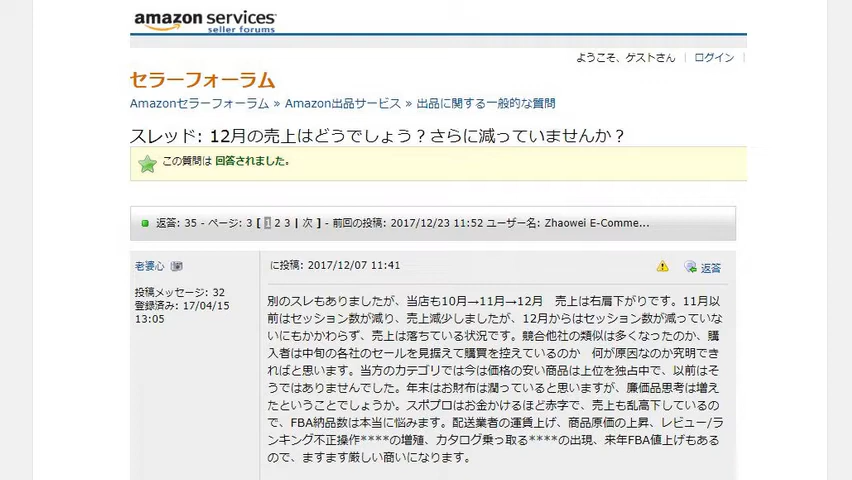 amazon services
seller forums
ようこそ、ゲストさん | ログイン |
セラーフォーラム
Amazonセラーフォーラム » Amazon出品サービス » 出品に関する一般的な質問
スレッド: 12月の売上はどうでしょう？さらに減っていませんか？
この質問は 回答されました。
返答: 35 - ページ: 3 [ 1 2 3 | 次 ] - 前回の投稿: 2017/12/23 11:52 ユーザー名: Zhaowei E-Comme...
老婆心
に投稿: 2017/12/07 11:41
返答
投稿メッセージ: 32
登録済み: 17/04/15
13:05
別のスレもありましたが、当店も10月→11月→12月　売上は右肩下がりです。11月以
前はセッション数が減り、売上減少しましたが、12月からはセッション数が減っていな
いにもかかわらず、売上は落ちている状況です。競合他社の類似は多くなったのか、購
入者は中旬の各社のセールを見据えて購買を控えているのか　何が原因なのか究明でき
ればと思います。当方のカテゴリでは今は価格の安い商品は上位を独占中で、以前はそ
うではありませんでした。年末はお財布は潤っていると思いますが、廉価品思考は増え
たということでしょうか。スポプロはお金かけるほど赤字で、売上も乱高下しているの
で、FBA納品数は本当に悩みます。配送業者の運賃上げ、商品原価の上昇、レビュー/ラ
ンキング不正操作****の増殖、カタログ乗っ取る****の出現、来年FBA値上げもある
ので、ますます厳しい商いになります。